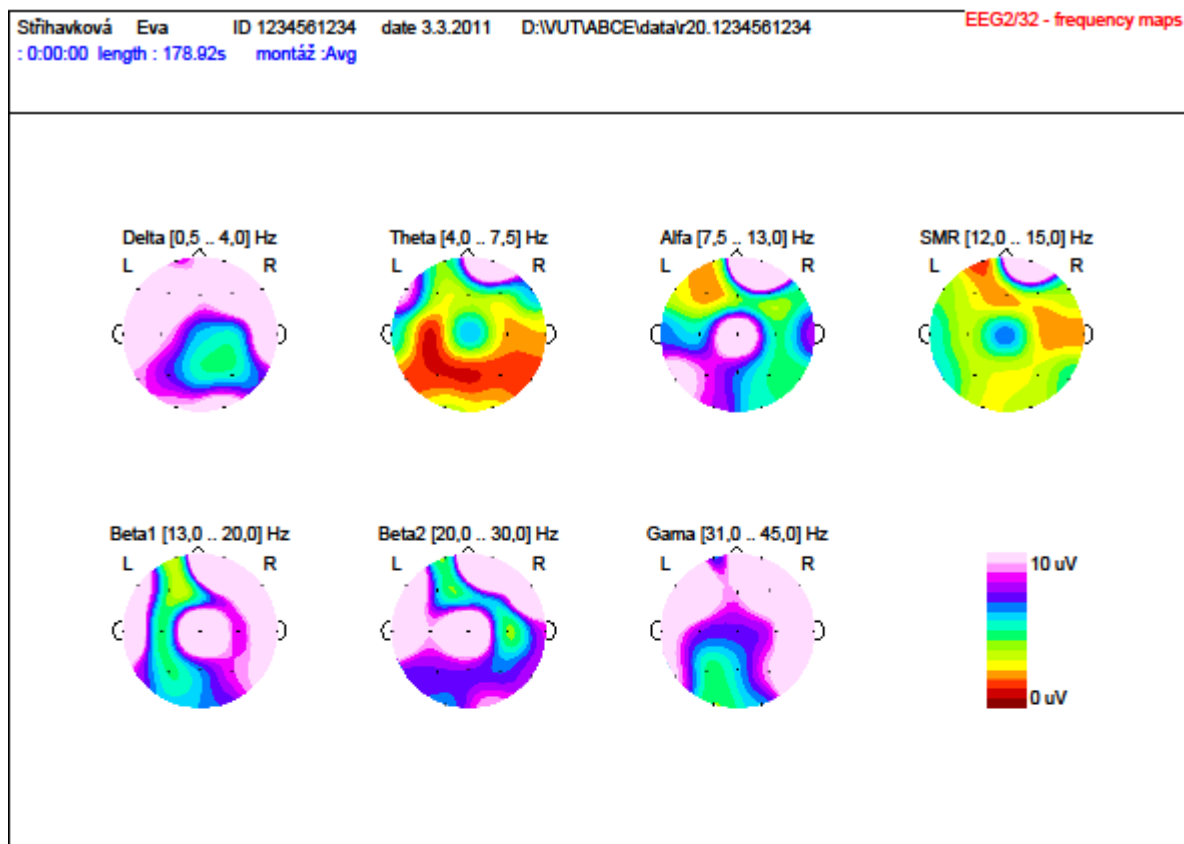 Střihavková Eva ID 1234561234 date 3.3.2011 D:\VUT\ABCE\data\r20.1234561234
EEG2/32 - frequency maps
: 0:00:00 length : 178.92s montáž :Avg
Delta [0,5 .. 4,0] Hz
L R
Theta [4,0 .. 7,5] Hz
L R
Alfa [7,5 .. 13,0] Hz
L R
SMR [12,0 .. 15,0] Hz
L R
Beta1 [13,0 .. 20,0] Hz
L R
Beta2 [20,0 .. 30,0] Hz
L R
Gama [31,0 .. 45,0] Hz
L R
10 uV
0 uV